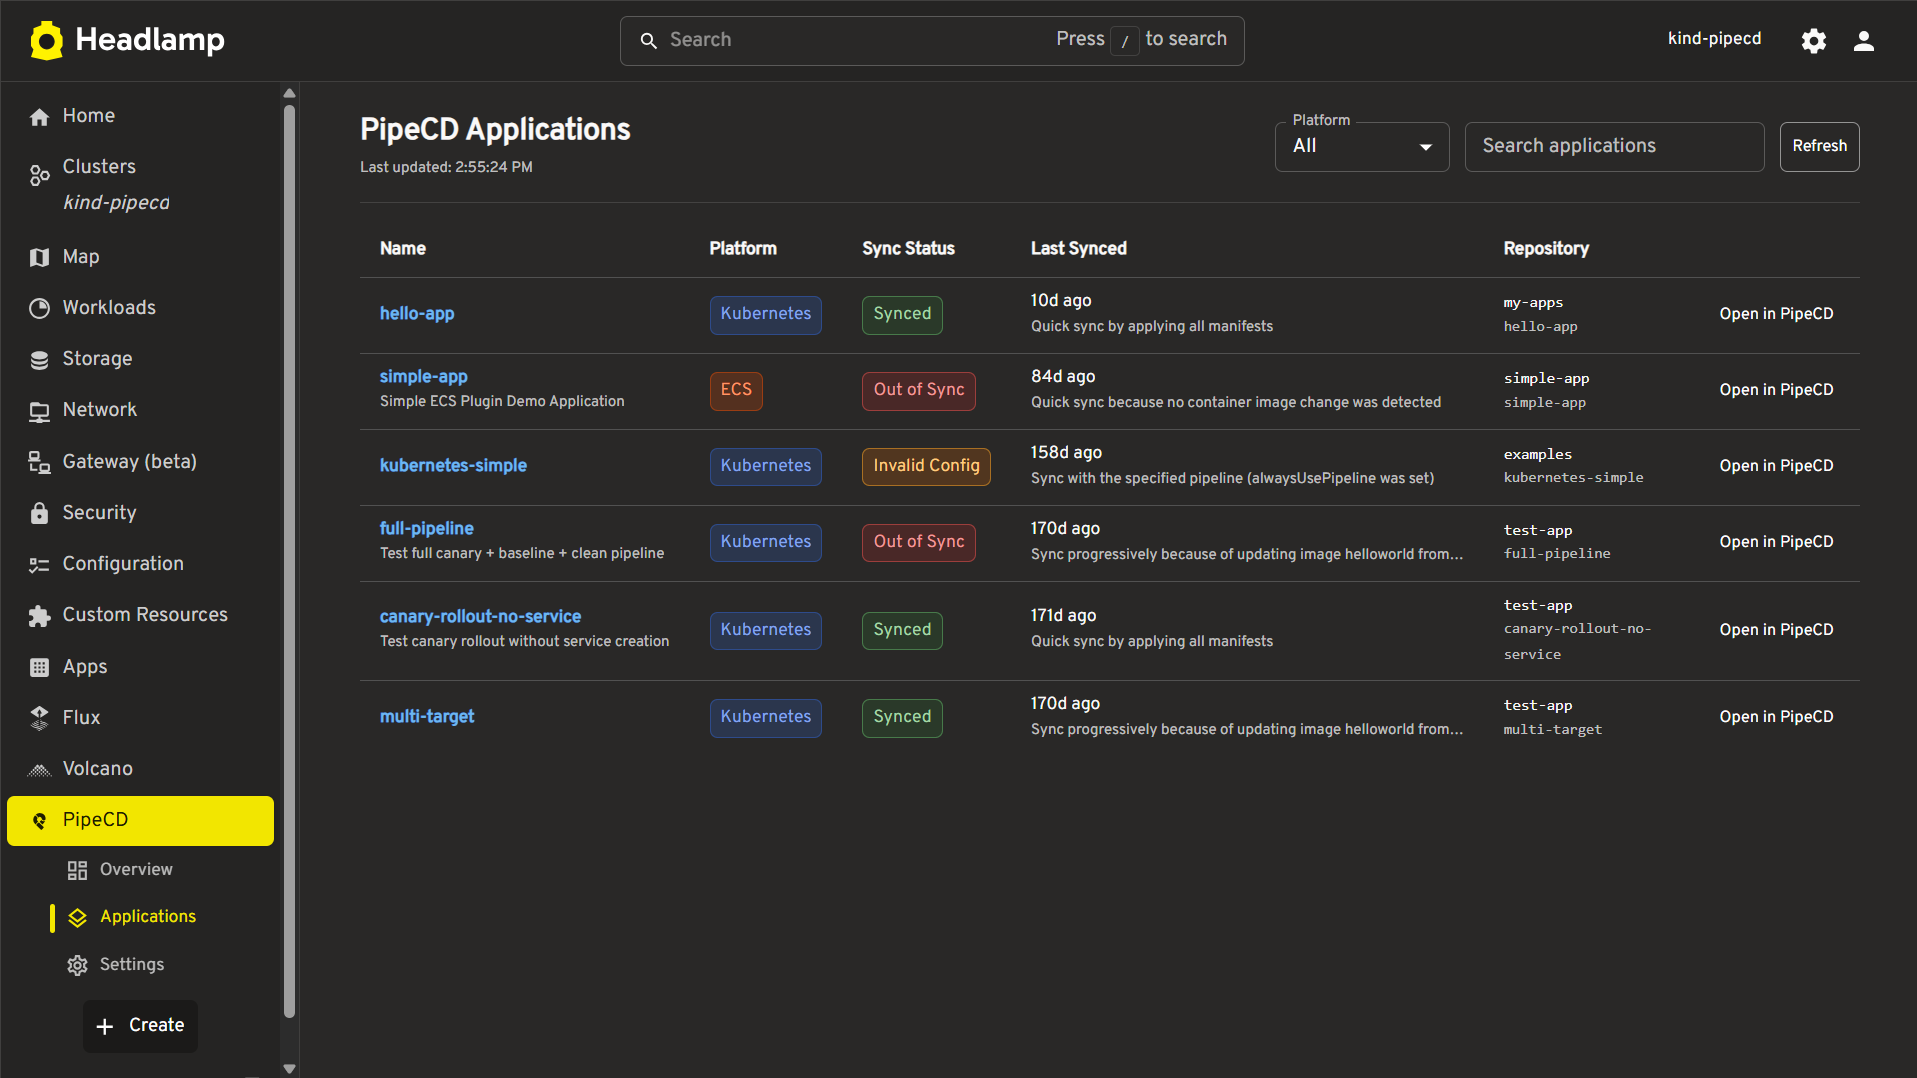 Headlamp
Search
Press / to search
kind-pipecd
Home
Clusters
kind-pipecd
Map
Workloads
Storage
Network
Gateway (beta)
Security
Configuration
Custom Resources
Apps
Flux
Volcano
PipeCD
Overview
Applications
Settings
Create
PipeCD Applications
Last updated: 2:55:24 PM
Platform
All
Search applications
Refresh
Name Platform Sync Status Last Synced Repository
hello-app Kubernetes Synced 10d ago my-apps Open in PipeCD
Quick sync by applying all manifests hello-app
simple-app ECS Out of Sync 84d ago simple-app Open in PipeCD
Simple ECS Plugin Demo Application Quick sync because no container image change was detected simple-app
kubernetes-simple Kubernetes Invalid Config 158d ago examples Open in PipeCD
Sync with the specified pipeline (alwaysUsePipeline was set) kubernetes-simple
full-pipeline Kubernetes Out of Sync 170d ago test-app Open in PipeCD
Test full canary + baseline + clean pipeline Sync progressively because of updating image helloworld from... full-pipeline
canary-rollout-no-service Kubernetes Synced 171d ago test-app Open in PipeCD
Test canary rollout without service creation Quick sync by applying all manifests canary-rollout-no-
service
multi-target Kubernetes Synced 170d ago test-app Open in PipeCD
Sync progressively because of updating image helloworld from... multi-target